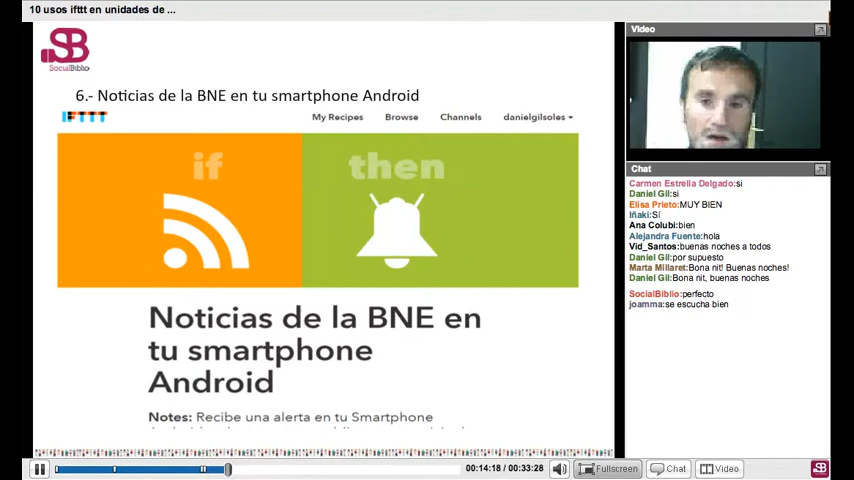 10 usos ifttt en unidades de ...
SB
SocialBiblio
6.- Noticias de la BNE en tu smartphone Android
IFTTT
My Recipes Browse Channels danielgilsoles
if then
Noticias de la BNE en
tu smartphone
Android
Notes: Recibe una alerta en tu Smartphone
Video
Chat
Carmen Estrella Delgado:si
Daniel Gil:si
Elisa Prieto:MUY BIEN
Iñaki:Sí
Ana Colubi:bien
Alejandra Fuente:hola
Vid_Santos:buenas noches a todos
Daniel Gil:por supuesto
Marta Millaret:Bona nit! Buenas noches!
Daniel Gil:Bona nit, buenas noches
SocialBiblio:perfecto
joamma:se escucha bien
00:14:18 / 00:33:28
Fullscreen
Chat
Video
SB